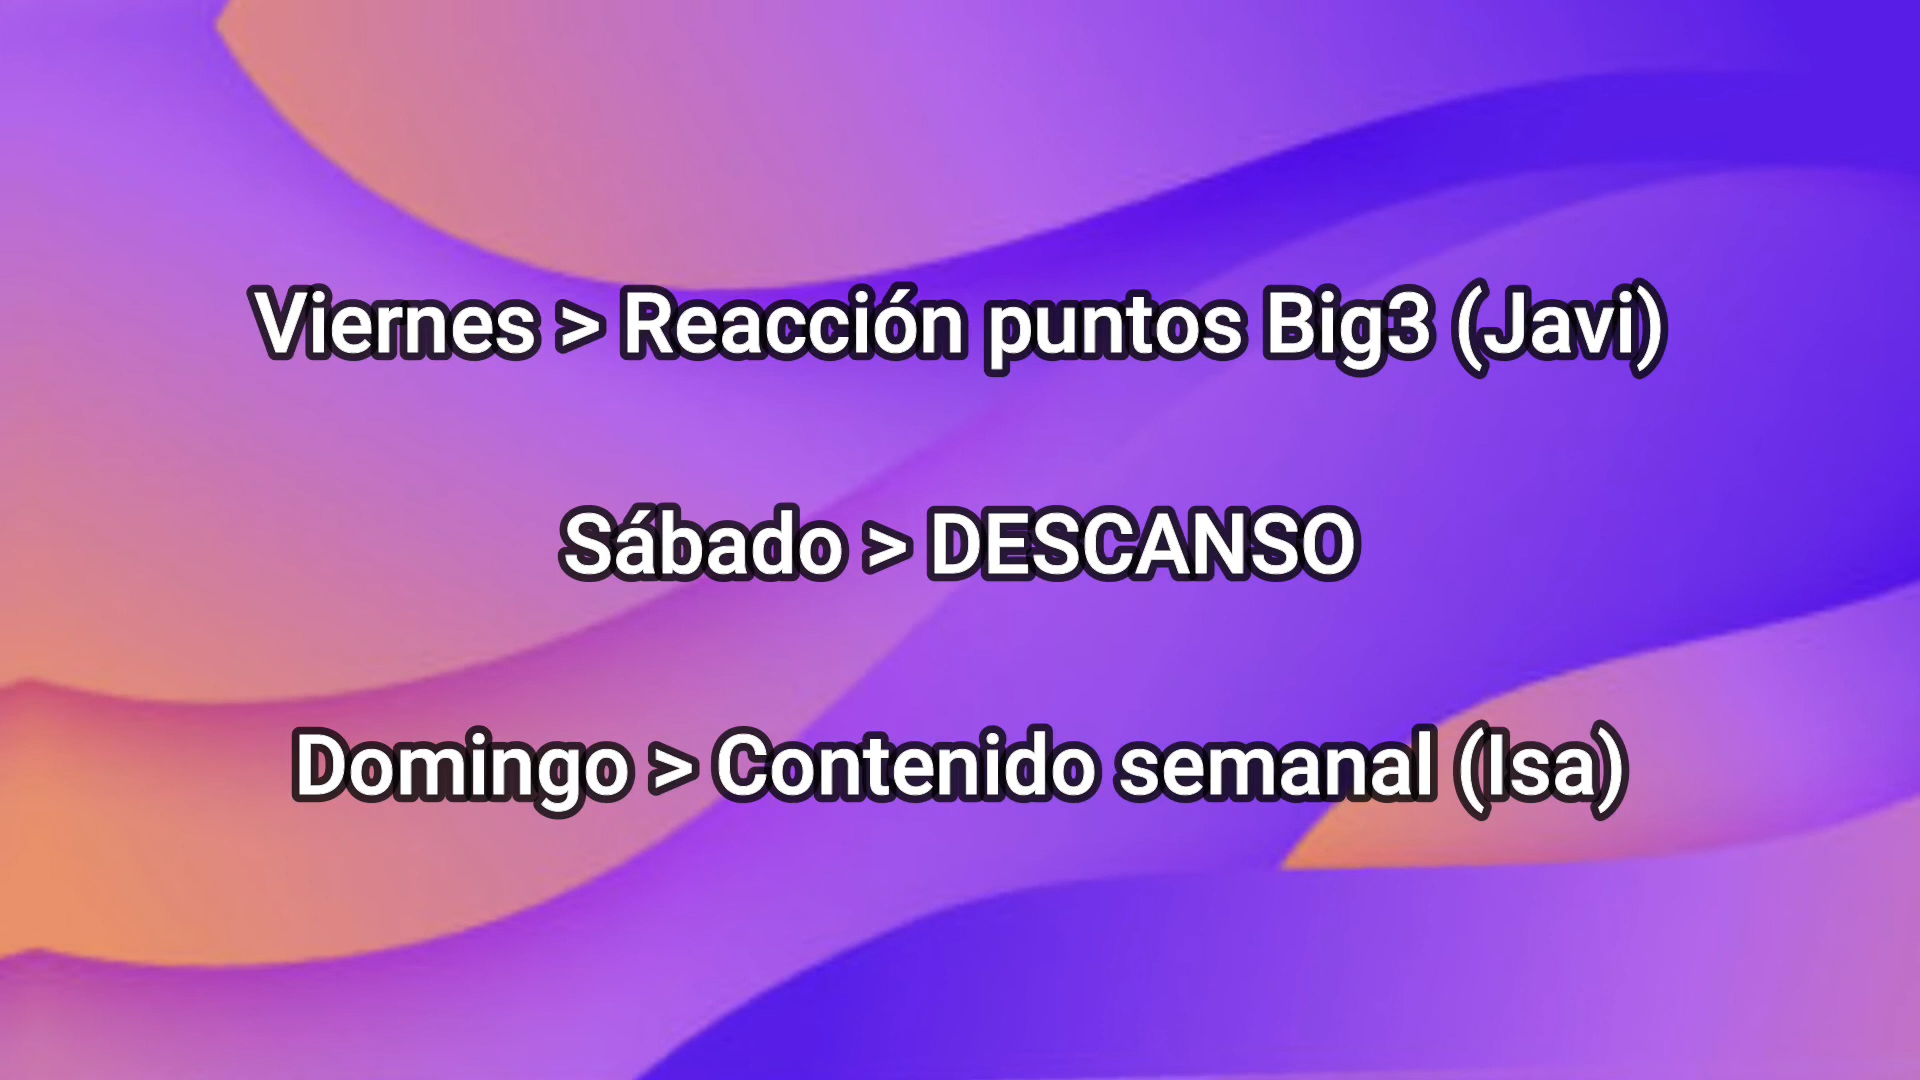 Viernes > Reacción puntos Big3 (Javi)
Sábado > DESCANSO
Domingo > Contenido semanal (Isa)